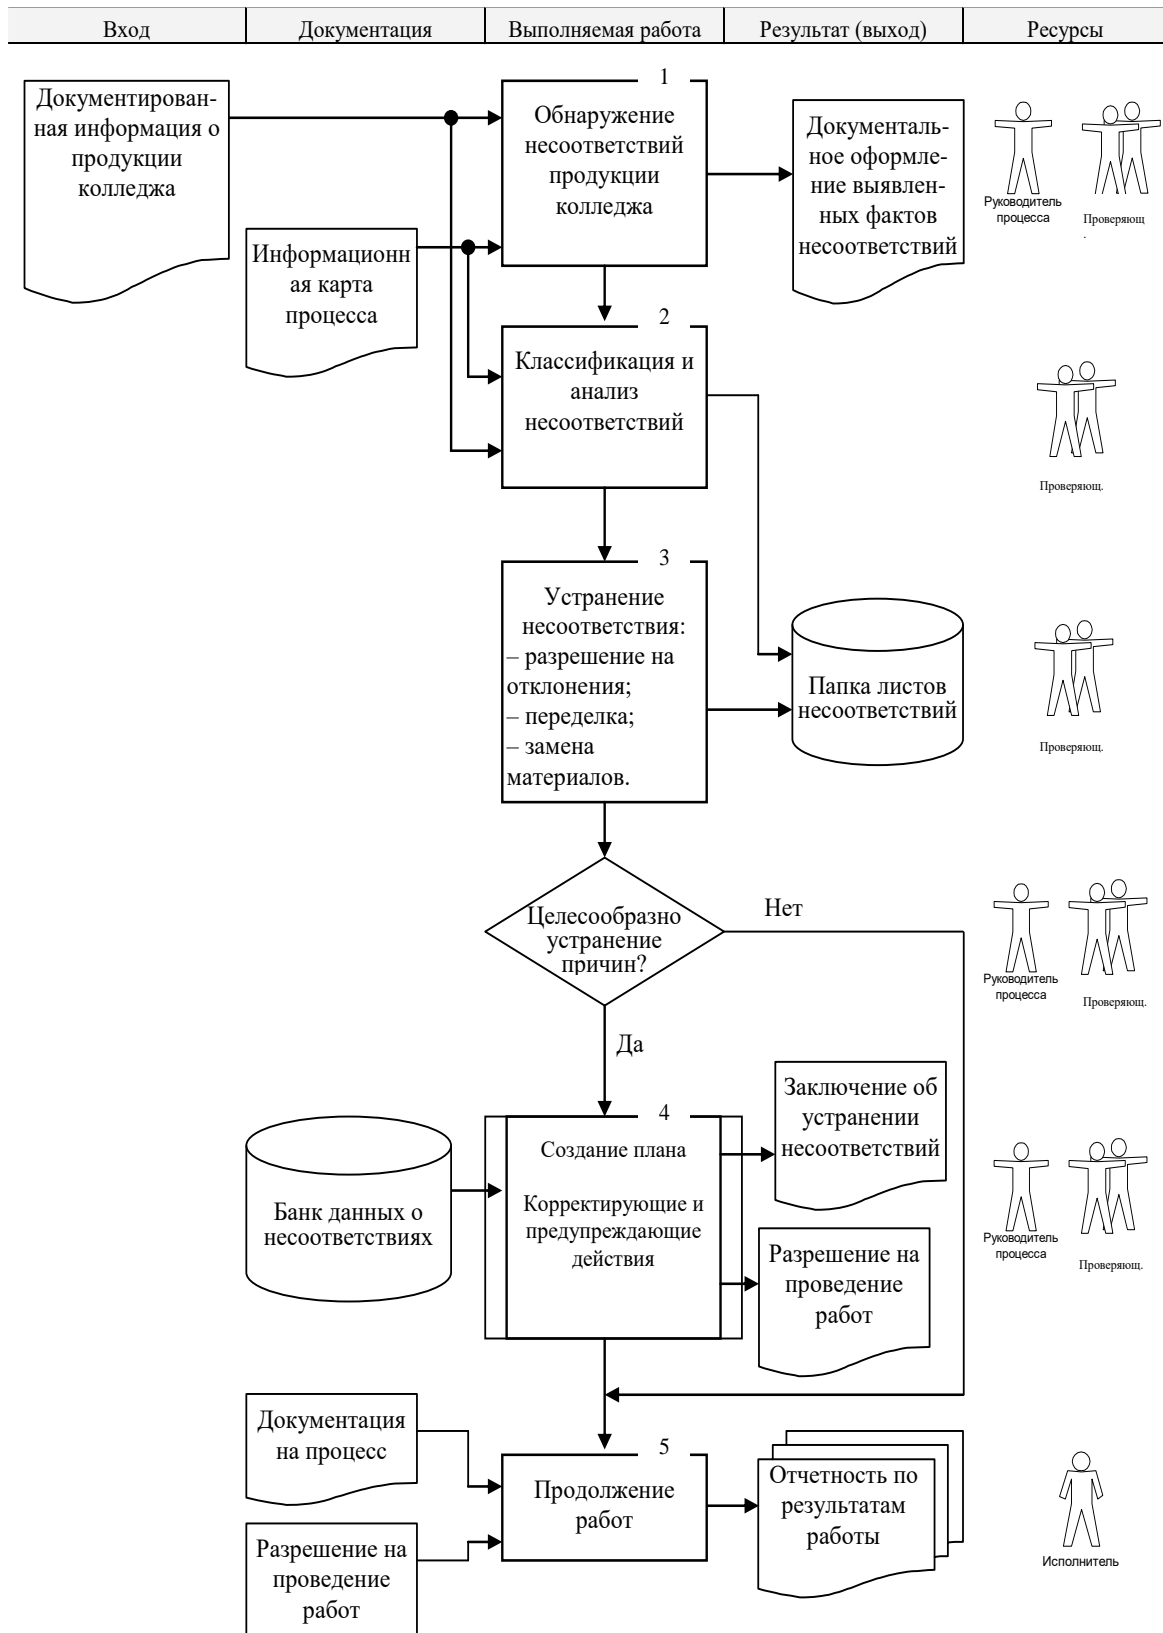 Вход
Документация
Выполняемая работа
Результат (выход)
Ресурсы
Документирован-
ная информация о
продукции
колледжа
1
Обнаружение
несоответствий
продукции
колледжа
Документаль-
ное оформле-
ние выявлен-
ных фактов
несоответствий
Руководитель
процесса
Проверяющ
.
Информационн
ая карта
процесса
2
Классификация и
анализ
несоответствий
Проверяющ.
3
Устранение
несоответствия:
– разрешение на
отклонения;
– переделка;
– замена
материалов.
Папка листов
несоответствий
Проверяющ.
Целесообразно
устранение
причин?
Нет
Да
Руководитель
процесса
Проверяющ.
4
Создание плана
Корректирующие и
предупреждающие
действия
Банк данных о
несоответствиях
Заключение об
устранении
несоответствий
Разрешение на
проведение
работ
Руководитель
процесса
Проверяющ.
Документация
на процесс
5
Продолжение
работ
Отчетность по
результатам
работы
Исполнитель
Разрешение на
проведение
работ